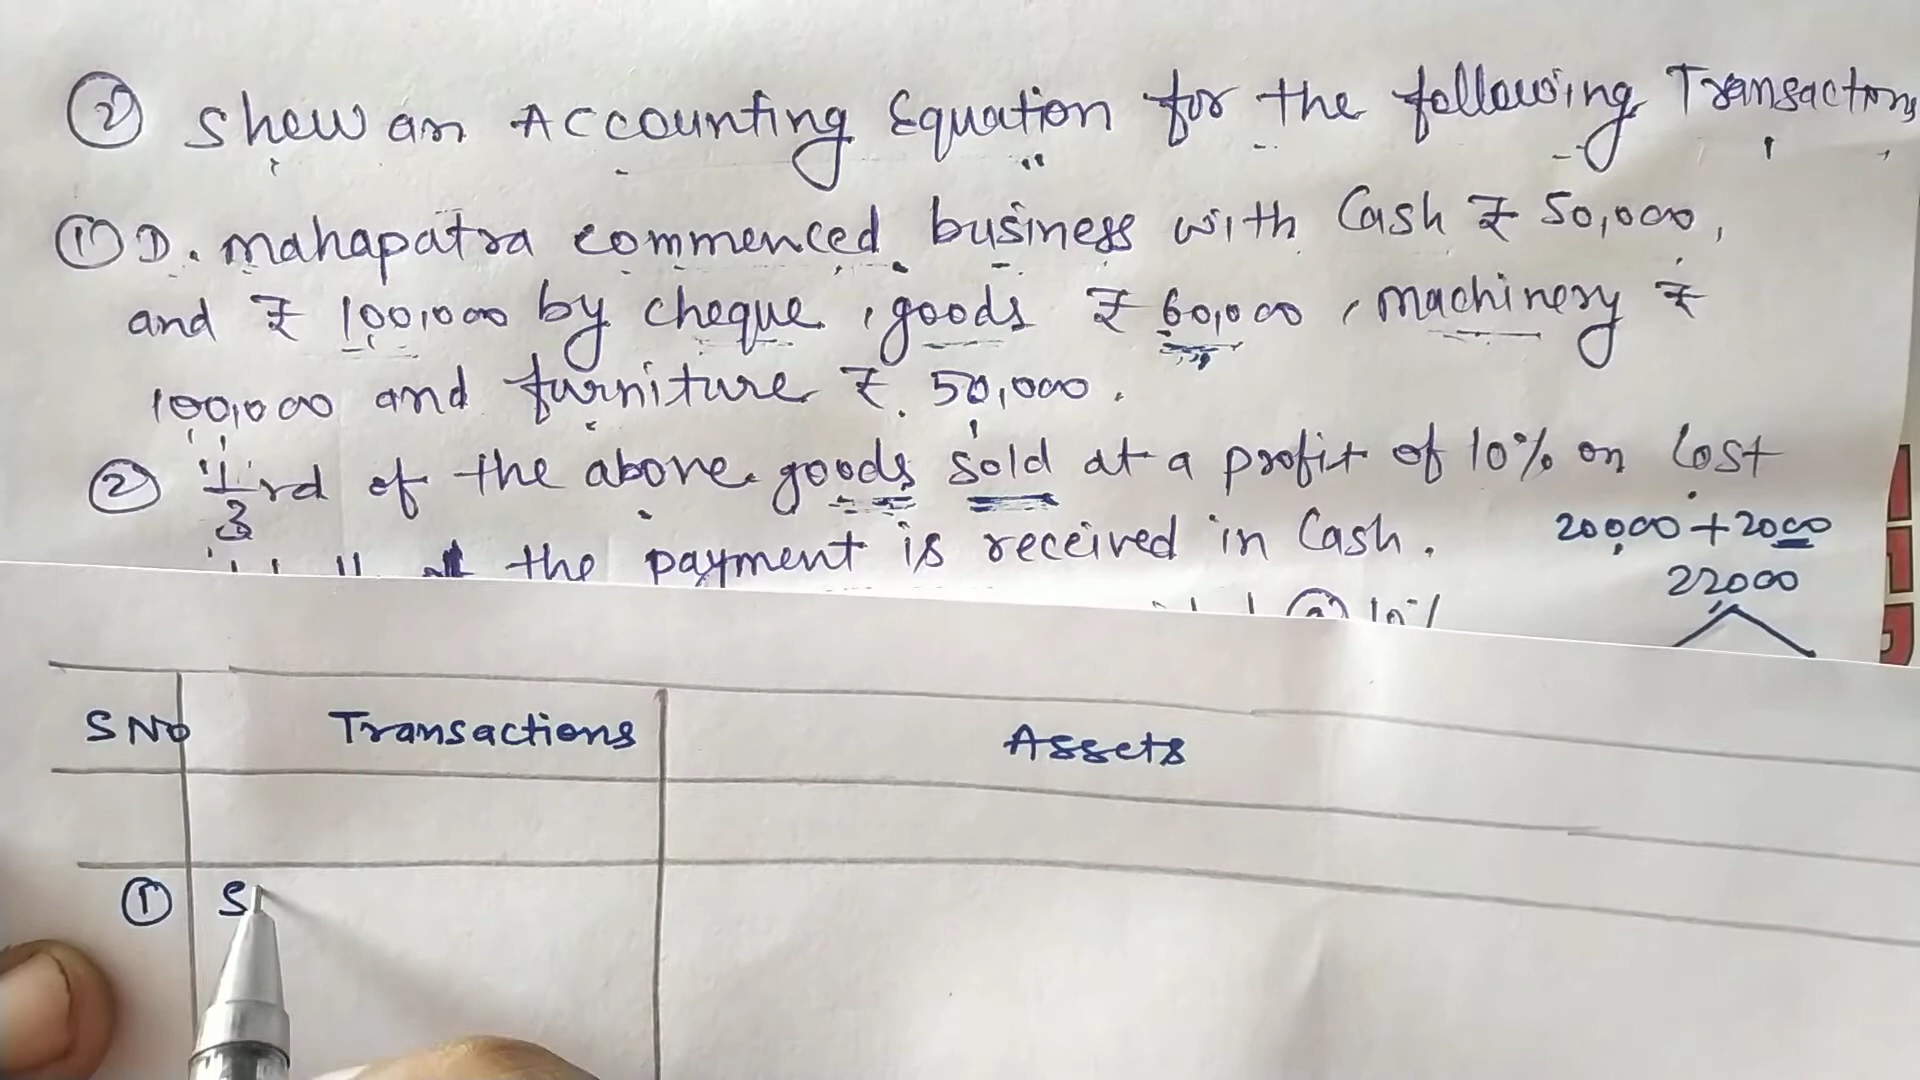 ② Show an Accounting Equation for the following Transactions
① D. mahapatra commenced business with Cash ₹ 50,000,
and ₹ 100,000 by cheque, goods ₹ 60,000, machinery ₹
100,000 and furniture ₹. 50,000.
② 1/3rd of the above goods sold at a profit of 10% on Cost
the payment is received in Cash.
20000 + 2000
22000
10%
S No Transactions Assets
① S